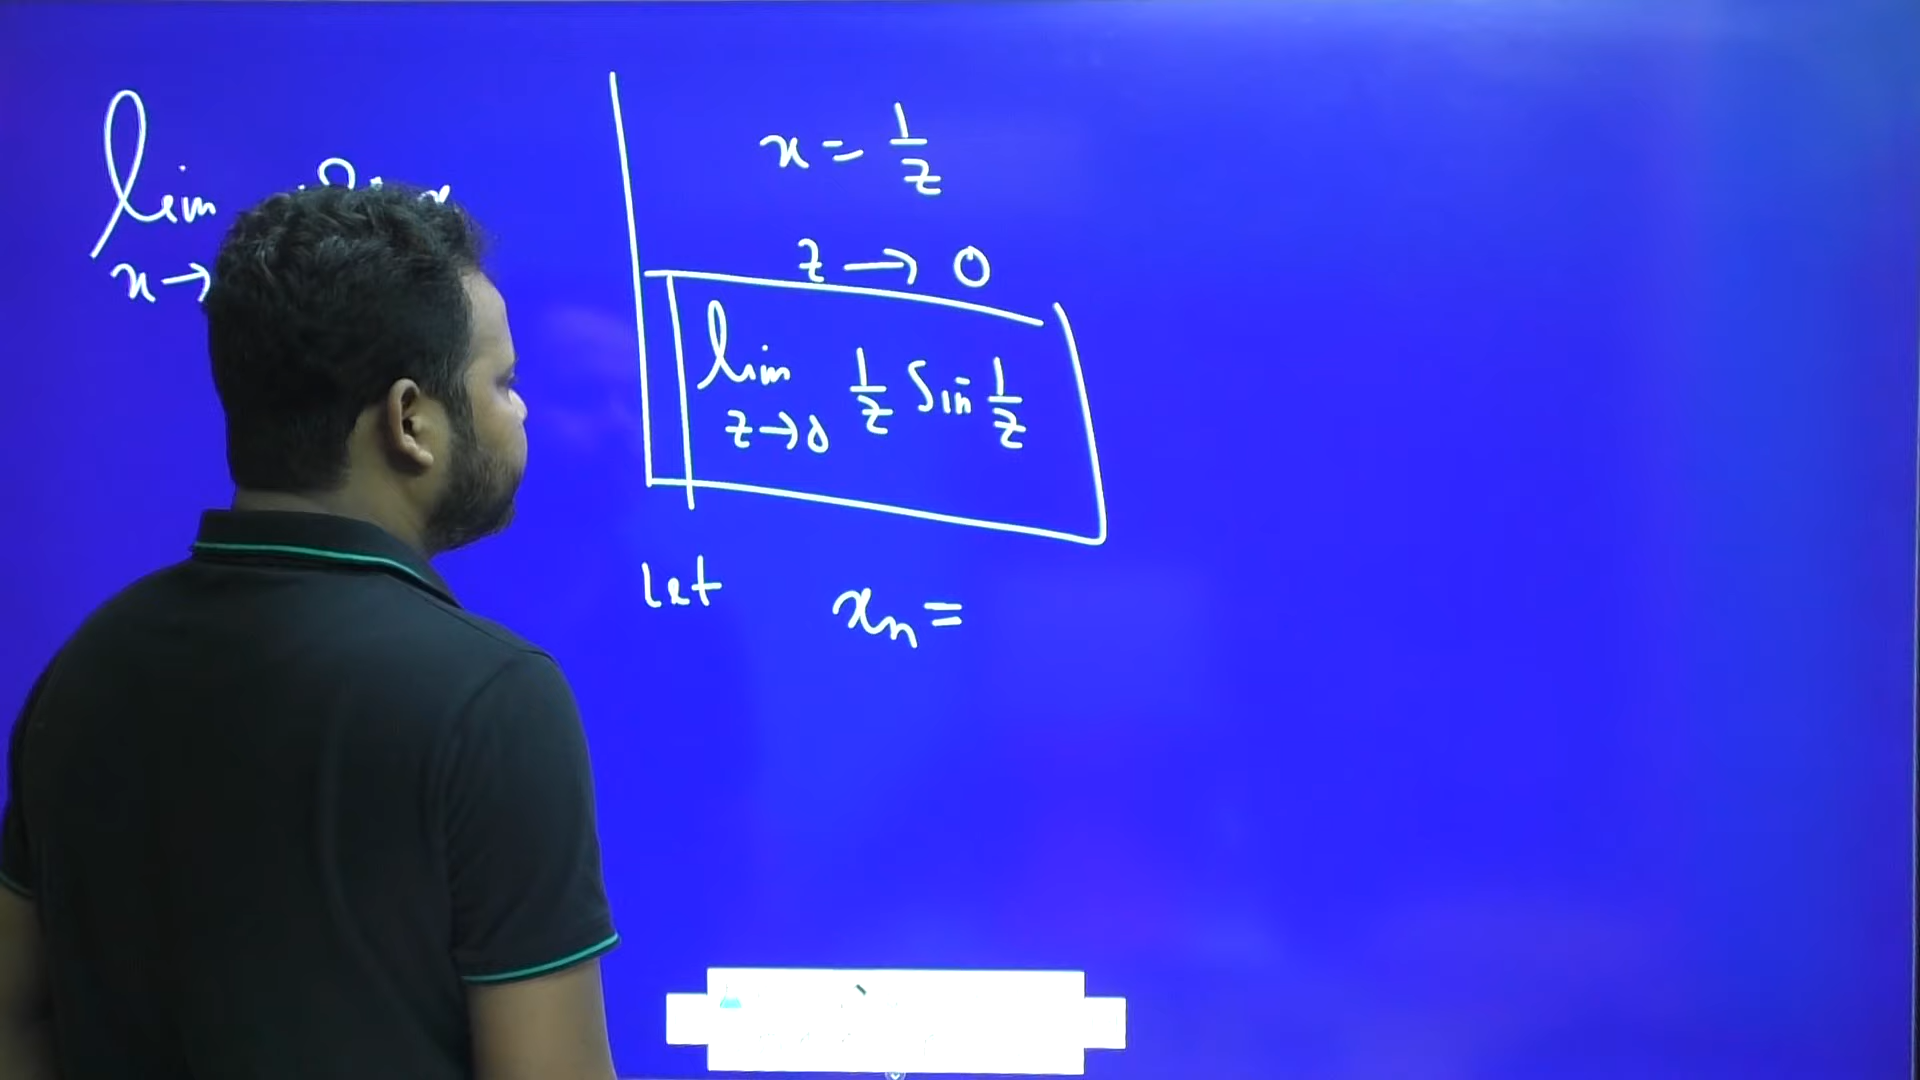 lim
x→
x = 1/z
z → 0
lim z→0 1/z Sin 1/z
Let xₙ =